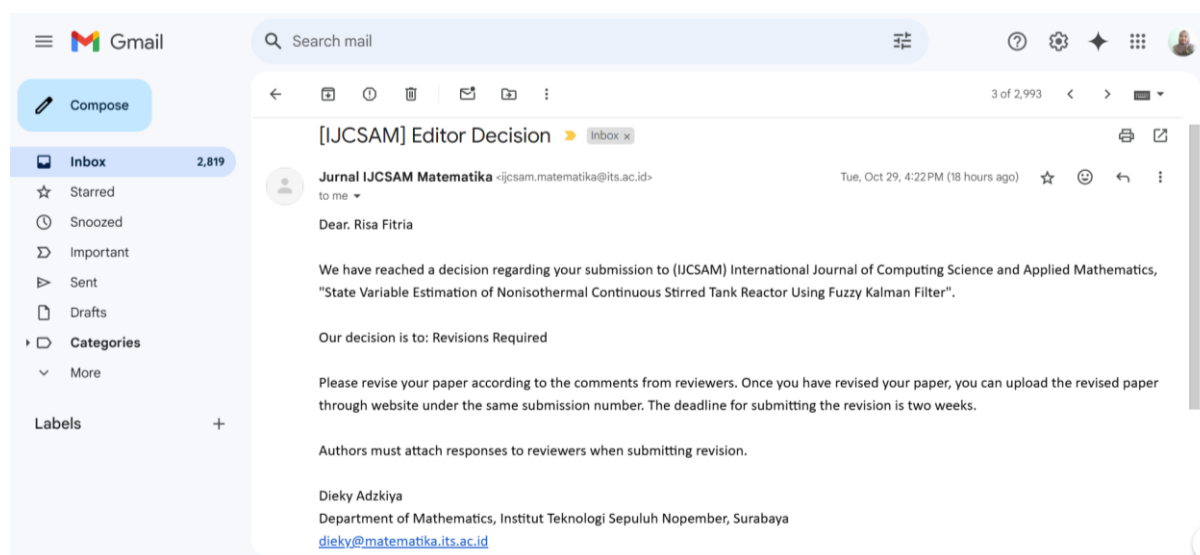 Gmail
Search mail
Compose
3 of 2,993
[IJCSAM] Editor Decision Inbox x
Inbox 2,819
Jurnal IJCSAM Matematika <ijcsam.matematika@its.ac.id> Tue, Oct 29, 4:22 PM (18 hours ago)
Starred
to me
Snoozed
Dear. Risa Fitria
Important
Sent
We have reached a decision regarding your submission to (IJCSAM) International Journal of Computing Science and Applied Mathematics,
"State Variable Estimation of Nonisothermal Continuous Stirred Tank Reactor Using Fuzzy Kalman Filter".
Drafts
Our decision is to: Revisions Required
Categories
More
Please revise your paper according to the comments from reviewers. Once you have revised your paper, you can upload the revised paper
through website under the same submission number. The deadline for submitting the revision is two weeks.
Labels
Authors must attach responses to reviewers when submitting revision.
Dieky Adzkiya
Department of Mathematics, Institut Teknologi Sepuluh Nopember, Surabaya
dieky@matematika.its.ac.id